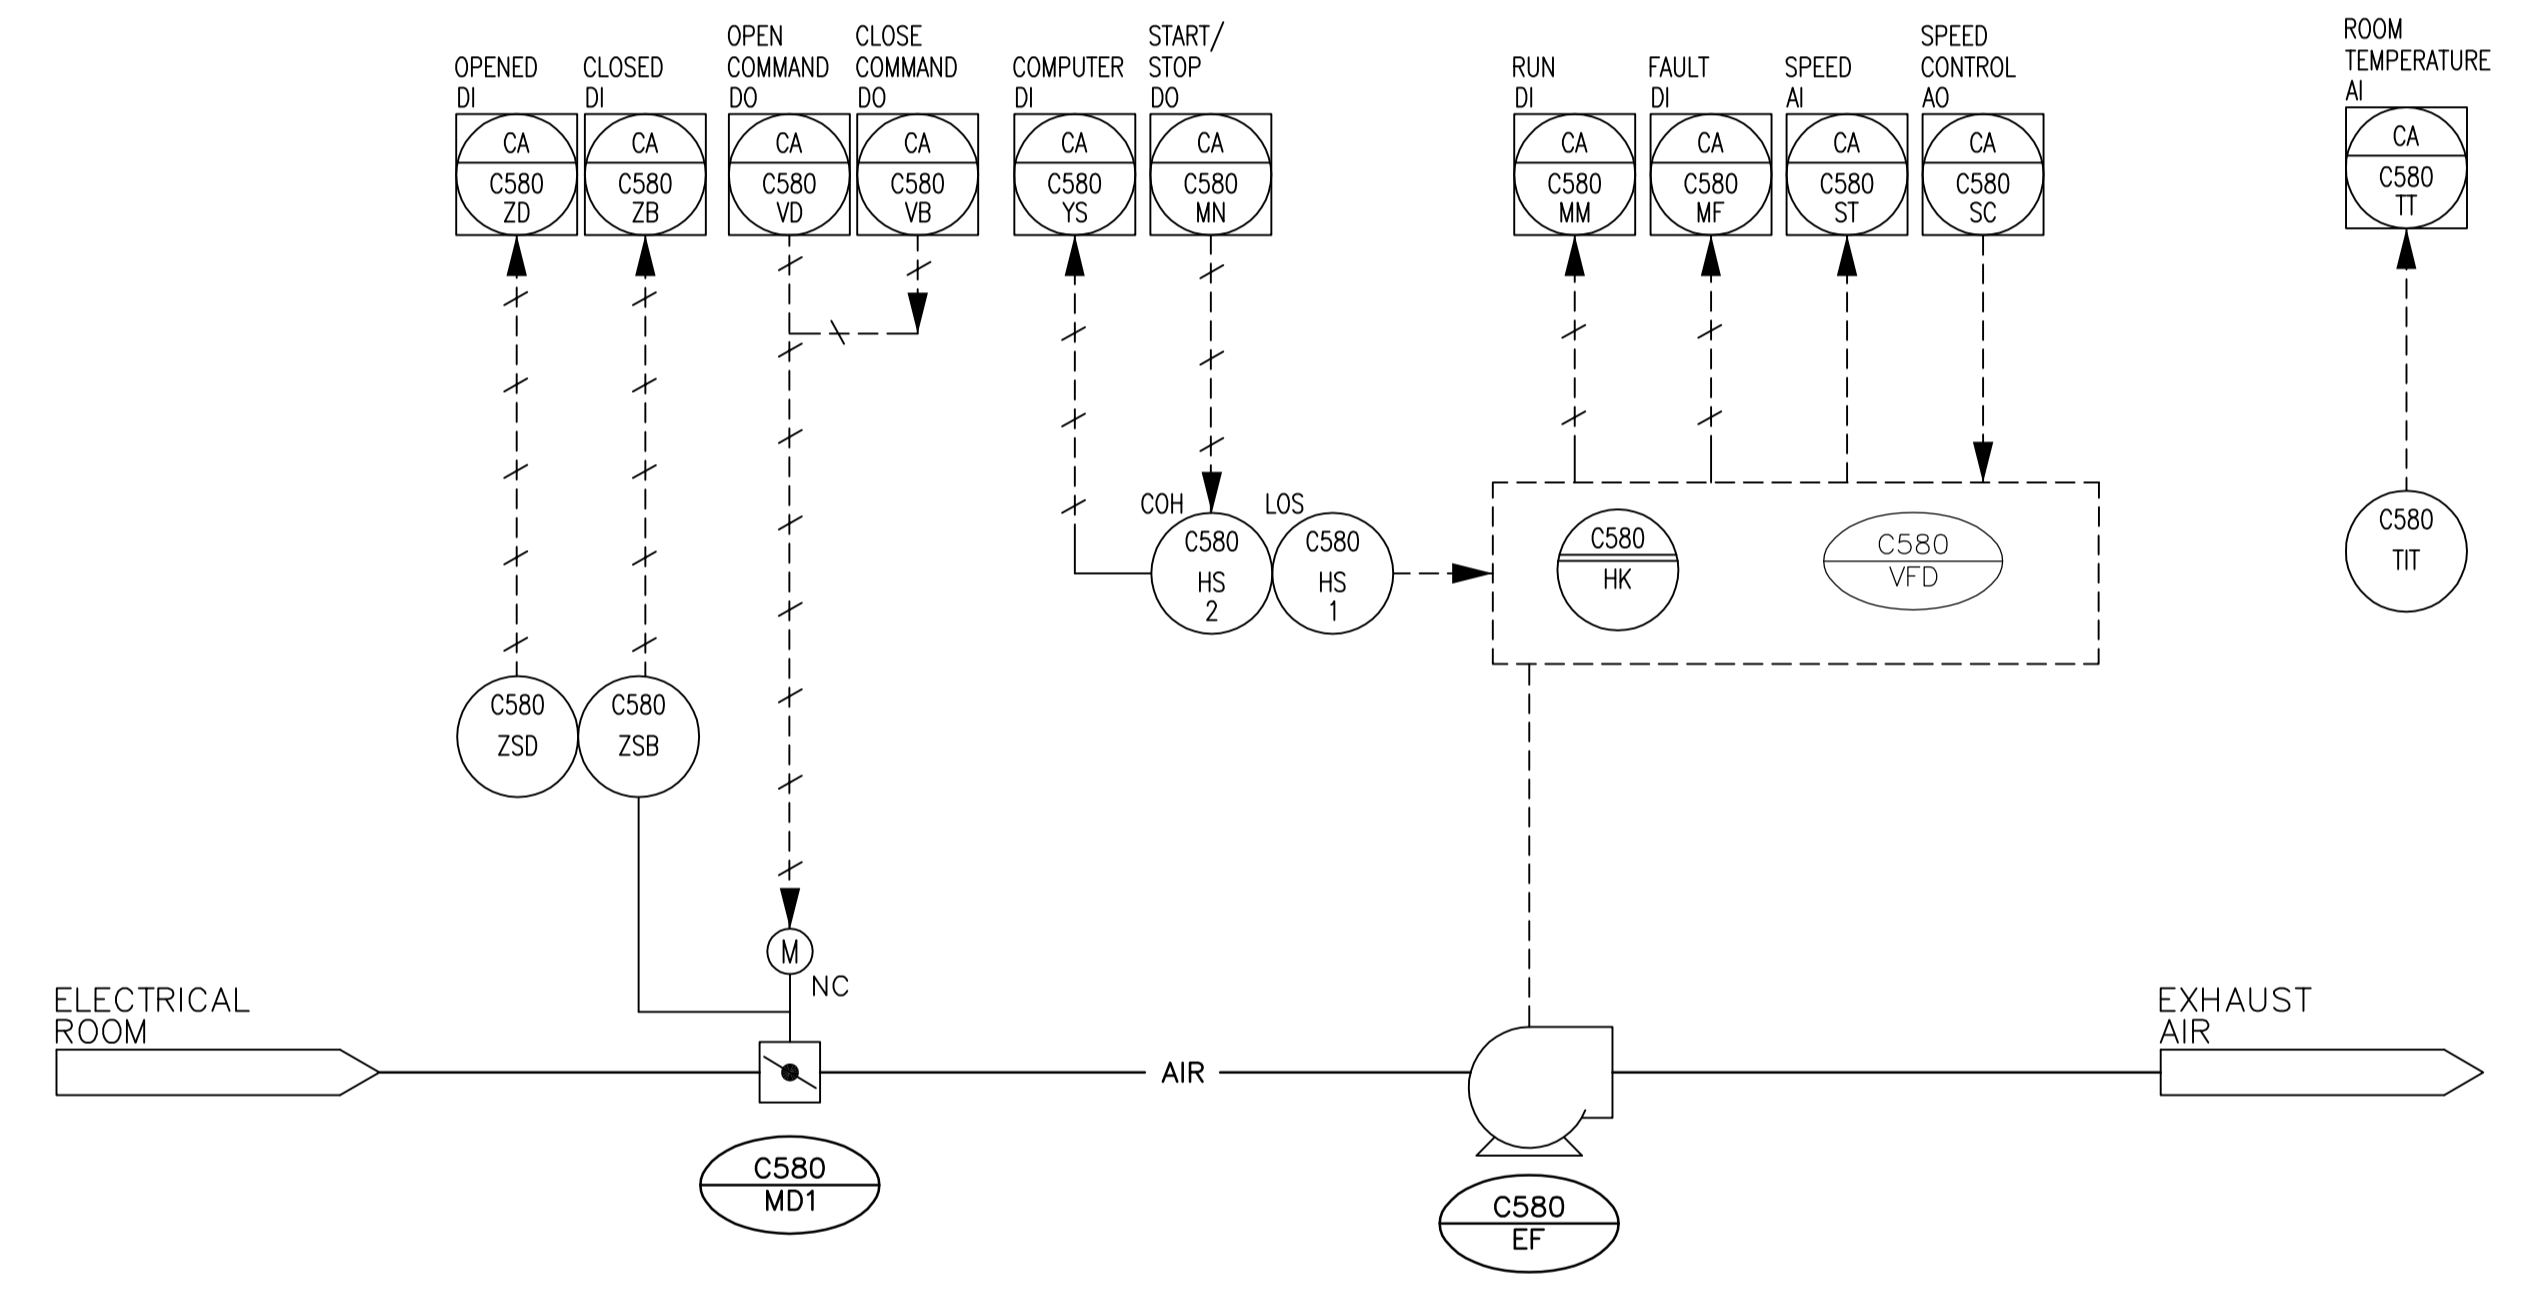 OPENED
DI
CLOSED
DI
OPEN
COMMAND
DO
CLOSE
COMMAND
DO
COMPUTER
DI
START/
STOP
DO
RUN
DI
FAULT
DI
SPEED
AI
SPEED
CONTROL
AO
ROOM
TEMPERATURE
AI
CA
C580
ZD
CA
C580
ZB
CA
C580
VD
CA
C580
VB
CA
C580
YS
CA
C580
MN
CA
C580
MM
CA
C580
MF
CA
C580
ST
CA
C580
SC
CA
C580
TT
COH
C580
HS
2
LOS
C580
HS
1
C580
HK
C580
VFD
C580
TIT
C580
ZSD
C580
ZSB
M
NC
ELECTRICAL
ROOM
AIR
EXHAUST
AIR
C580
MD1
C580
EF